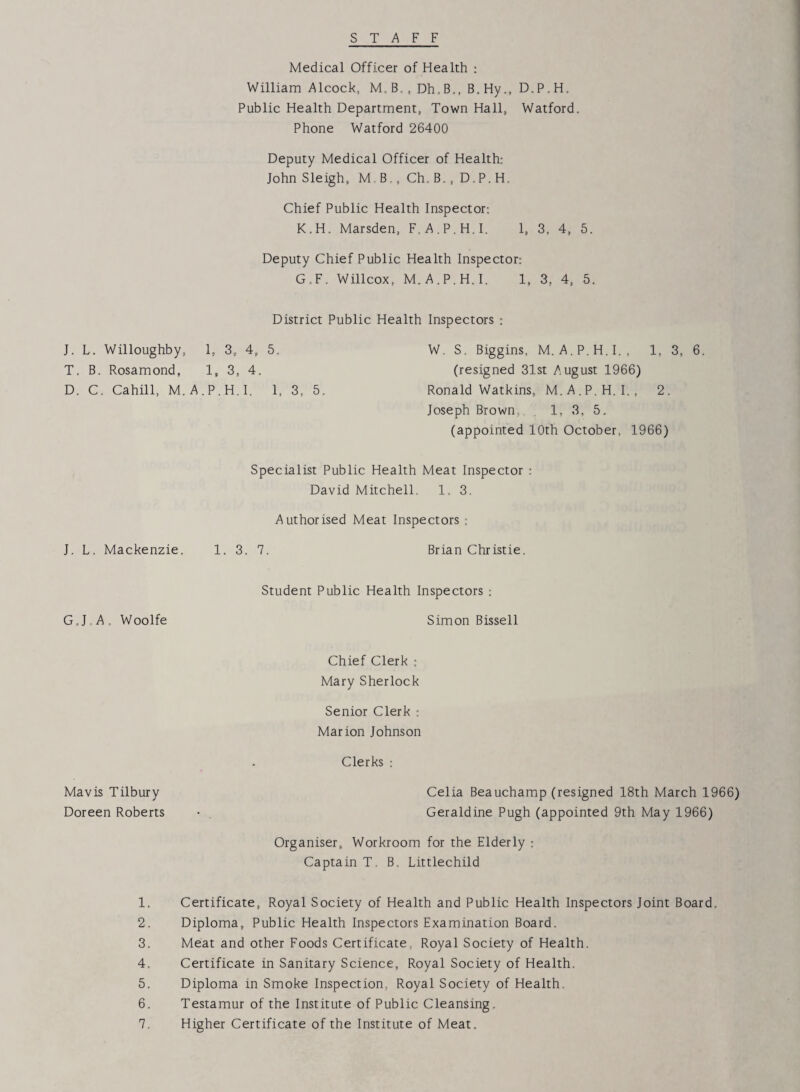 S T A F F
Medical Officer of Health :
William Alcock, M.B., Dh.B., B.Hy., D.P.H.
Public Health Department, Town Hall, Watford.
Phone Watford 26400
Deputy Medical Officer of Health:
John Sleigh, M.B., Ch.B., D.P.H.
Chief Public Health Inspector:
K.H. Marsden, F.A.P.H.I. 1, 3, 4, 5.
Deputy Chief Public Health Inspector:
G.F. Willcox, M.A.P.H.I. 1, 3, 4, 5.
District Public Health Inspectors :
J. L. Willoughby, 1, 3, 4, 5.
T. B. Rosamond, 1, 3, 4.
D. C. Cahill, M.A.P.H.I. 1, 3, 5.
W. S. Biggins, M.A.P.H.I., 1, 3, 6.
(resigned 31st August 1966)
Ronald Watkins, M.A.P.H.I., 2.
Joseph Brown, . 1, 3, 5.
(appointed 10th October, 1966)
Specialist Public Health Meat Inspector :
David Mitchell. 1. 3.
Authorised Meat Inspectors :
J. L. Mackenzie. 1. 3. 7. Brian Christie.
Student Public Health Inspectors :
G.J.A. Woolfe Simon Bissell
Chief Clerk :
Mary Sherlock
Senior Clerk :
Marion Johnson
Clerks :
Mavis Tilbury Celia Beauchamp (resigned 18th March 1966)
Doreen Roberts Geraldine Pugh (appointed 9th May 1966)
Organiser, Workroom for the Elderly :
Captain T. B. Littlechild
1. Certificate, Royal Society of Health and Public Health Inspectors Joint Board.
2. Diploma, Public Health Inspectors Examination Board.
3. Meat and other Foods Certificate, Royal Society of Health.
4. Certificate in Sanitary Science, Royal Society of Health.
5. Diploma in Smoke Inspection, Royal Society of Health.
6. Testamur of the Institute of Public Cleansing.
7. Higher Certificate of the Institute of Meat.